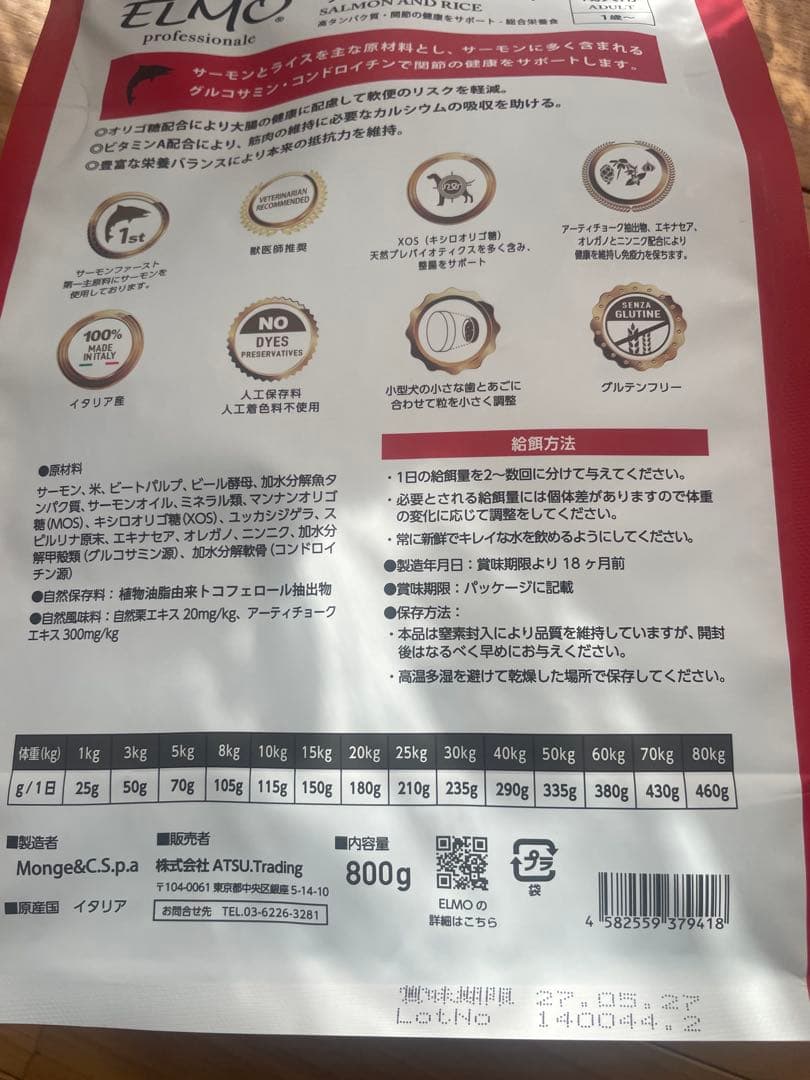 ELMO®
professionale
SALMON AND RICE
高タンパク質・関節の健康をサポート・総合栄養食
ADULT
1歳〜
サーモンとライスを主な原材料とし、サーモンに多く含まれる
グルコサミン・コンドロイチンで関節の健康をサポートします。
◎オリゴ糖配合により大腸の健康に配慮して軟便のリスクを軽減。
◎ビタミンA配合により、筋肉の維持に必要なカルシウムの吸収を助ける。
◎豊富な栄養バランスにより本来の抵抗力を維持。
1st
サーモンファースト
第一主原料にサーモンを
使用しております。
VETERINARIAN
RECOMMENDED
獣医師推奨
XOS（キシロオリゴ糖）
天然プレバイオティクスを多く含み、
整腸をサポート
アーティチョーク抽出物、エキナセア、
オレガノとニンニク配合により
健康を維持し免疫力を保ちます。
100%
MADE
IN ITALY
イタリア産
NO
DYES
PRESERVATIVES
人工保存料
人工着色料不使用
小型犬の小さな歯とあごに
合わせて粒を小さく調整
SENZA
GLUTINE
グルテンフリー
●原材料
サーモン、米、ビートパルプ、ビール酵母、加水分解魚タ
ンパク質、サーモンオイル、ミネラル類、マンナンオリゴ
糖(MOS)、キシロオリゴ糖(XOS)、ユッカシジゲラ、ス
ピルリナ原末、エキナセア、オレガノ、ニンニク、加水分
解甲殻類(グルコサミン源)、加水分解軟骨(コンドロイ
チン源)
●自然保存料：植物油脂由来トコフェロール抽出物
●自然風味料：自然栗エキス 20mg/kg、アーティチョーク
エキス 300mg/kg
給餌方法
・1日の給餌量を2〜数回に分けて与えてください。
・必要とされる給餌量には個体差がありますので体重
の変化に応じて調整をしてください。
・常に新鮮でキレイな水を飲めるようにしてください。
●製造年月日：賞味期限より 18 ヶ月前
●賞味期限：パッケージに記載
●保存方法：
・本品は窒素封入により品質を維持していますが、開封
後はなるべく早めにお与えください。
・高温多湿を避けて乾燥した場所で保存してください。
体重(kg) 1kg 3kg 5kg 8kg 10kg 15kg 20kg 25kg 30kg 40kg 50kg 60kg 70kg 80kg
g/1日 25g 50g 70g 105g 115g 150g 180g 210g 235g 290g 335g 380g 430g 460g
■製造者
Monge&C.S.p.a
■原産国 イタリア
■販売者
株式会社 ATSU.Trading
〒104-0061 東京都中央区銀座 5-14-10
お問合せ先 TEL.03-6226-3281
■内容量
800g
ELMO の
詳細はこちら
プラ
袋
4 582559 379418
賞味期限 27.05.27
LotNo 140044.2